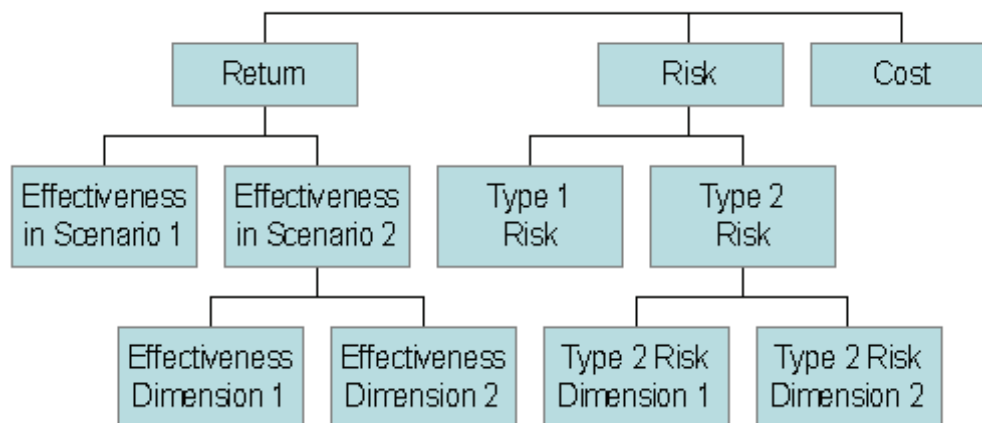 Return
Risk
Cost
Effectiveness
in Scenario 1
Effectiveness
in Scenario 2
Type 1
Risk
Type 2
Risk
Effectiveness
Dimension 1
Effectiveness
Dimension 2
Type 2 Risk
Dimension 1
Type 2 Risk
Dimension 2